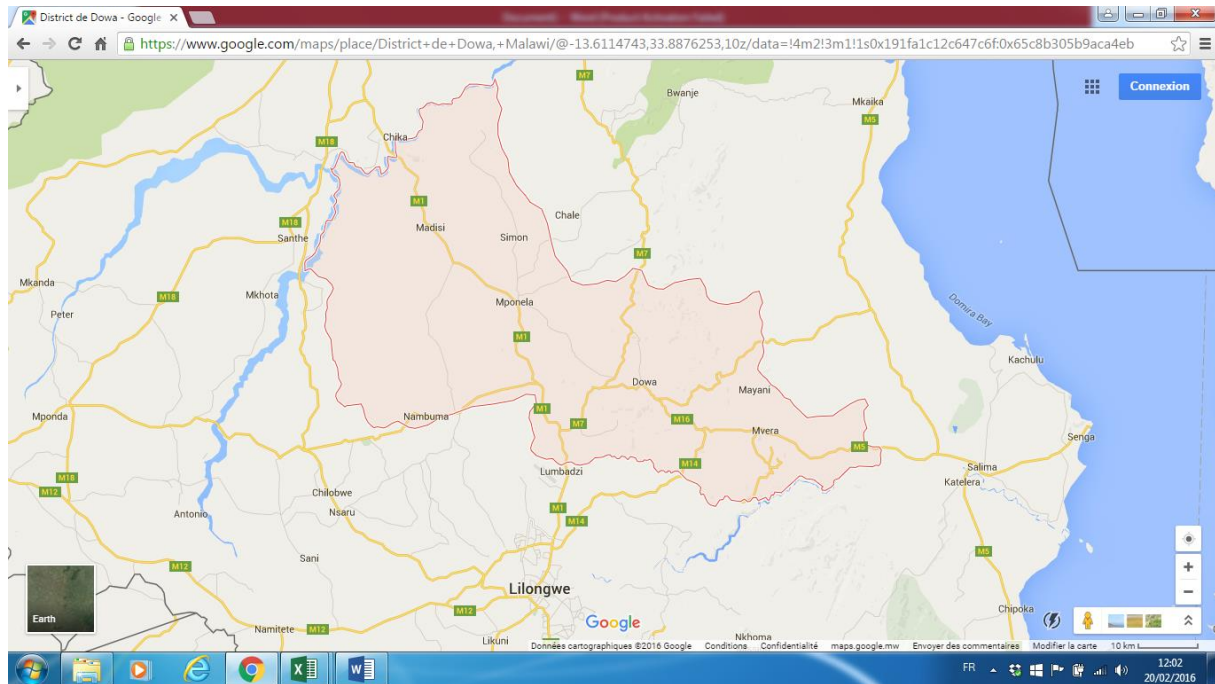 District de Dowa - Google
https://www.google.com/maps/place/District+de+Dowa,+Malawi/@-13.6114743,33.8876253,10z/data=!4m2!3m1!1s0x191fa1c12c647c6f:0x65c8b305b9aca4eb
Connexion
M7
Bwanje
Mkaika
M5
M18
Chika
M1
Chale
M18
Madisi
Santhe
Simon
M7
Mkanda
M18
Mkhota
Mponela
Domira Bay
Peter
M1
Kachulu
Dowa
Mayani
Mponda
Nambuma
M1
M7
M16
Mvera
M5
Senga
Lumbadzi
M14
Salima
M18
Katelera
M12
Chilobwe
Antonio
Nsaru
M1
M14
M5
Sani
M12
Lilongwe
Earth
M12
Chipoka
Google
Namitete
M12
Likuni
Nkhoma
Données cartographiques ©2016 Google Conditions Confidentialité maps.google.mw Envoyer des commentaires Modifier la carte 10 km
FR
12:02
20/02/2016